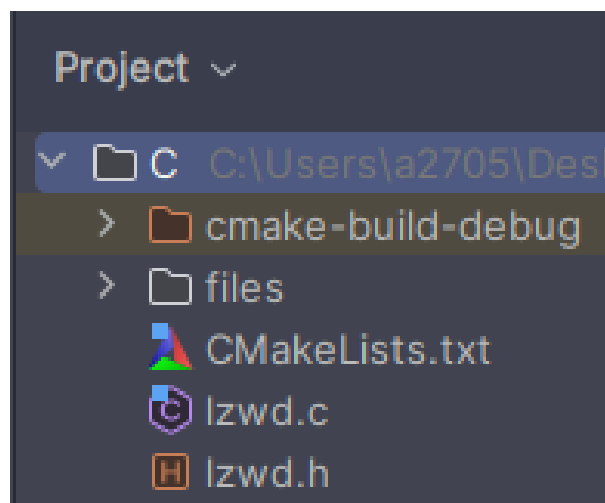 Project
C C:\Users\a2705\Des
cmake-build-debug
files
CMakeLists.txt
C lzwd.c
H lzwd.h